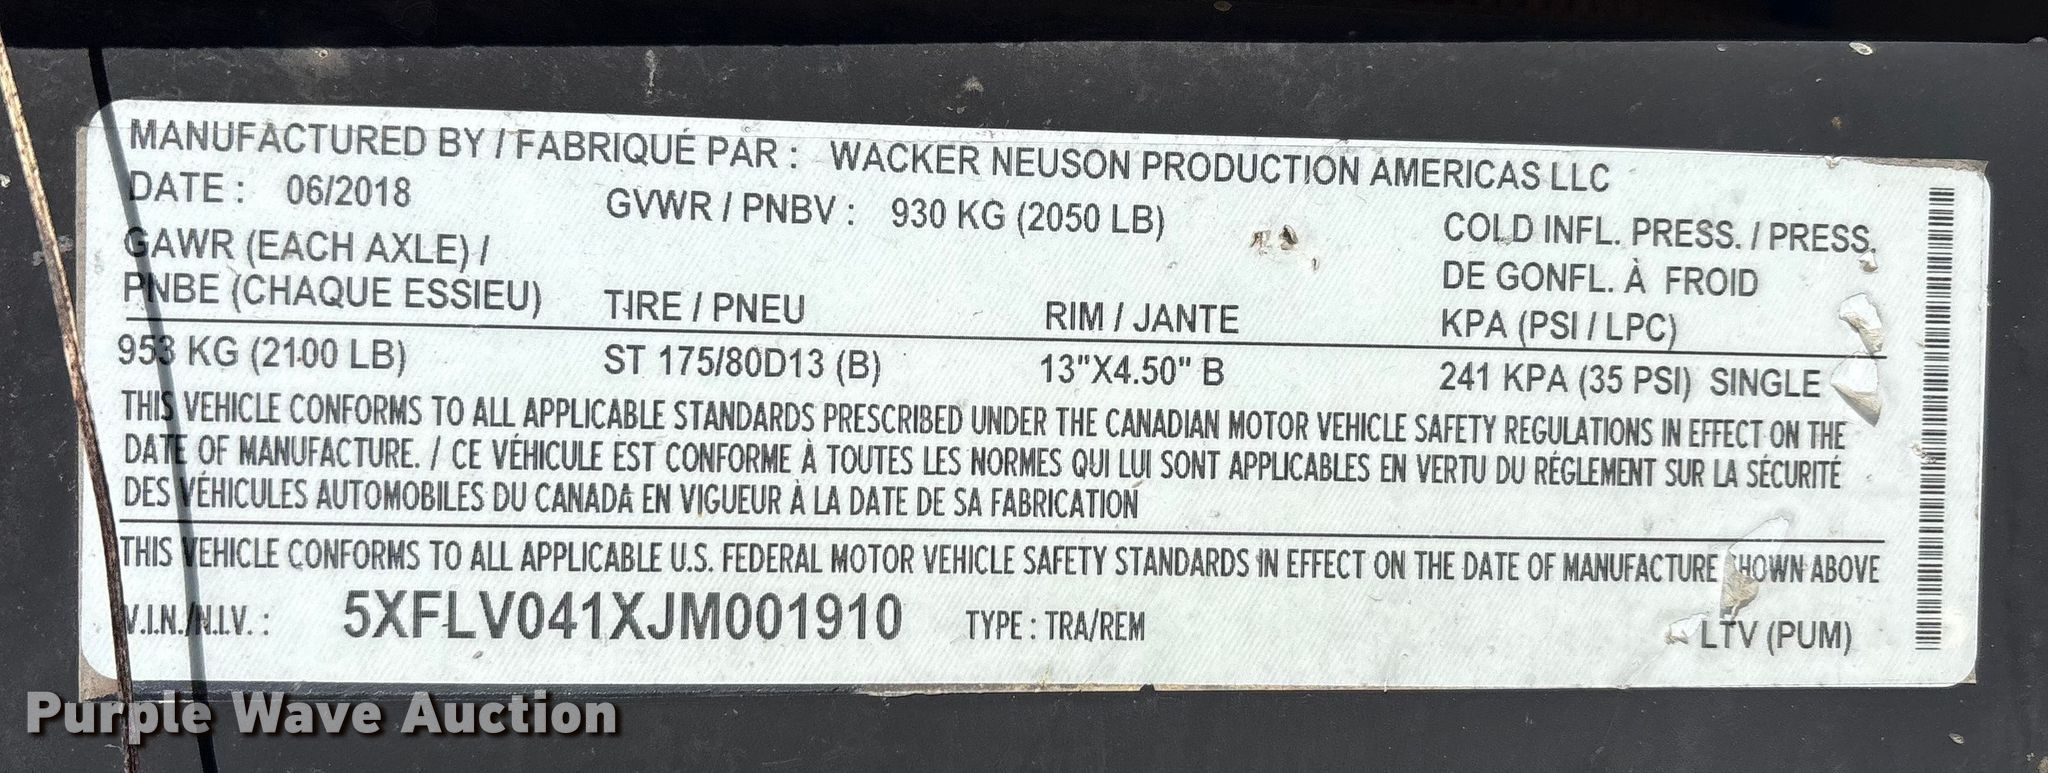 MANUFACTURED BY / FABRIQUÉ PAR : WACKER NEUSON PRODUCTION AMERICAS LLC
DATE : 06/2018 GVWR / PNBV : 930 KG (2050 LB)
GAWR (EACH AXLE) /
PNBE (CHAQUE ESSIEU) TIRE / PNEU RIM / JANTE
COLD INFL. PRESS. / PRESS.
DE GONFL. À FROID
KPA (PSI / LPC)
953 KG (2100 LB) ST 175/80D13 (B) 13"X4.50" B 241 KPA (35 PSI) SINGLE
THIS VEHICLE CONFORMS TO ALL APPLICABLE STANDARDS PRESCRIBED UNDER THE CANADIAN MOTOR VEHICLE SAFETY REGULATIONS IN EFFECT ON THE
DATE OF MANUFACTURE. / CE VÉHICULE EST CONFORME À TOUTES LES NORMES QUI LUI SONT APPLICABLES EN VERTU DU RÉGLEMENT SUR LA SÉCURITÉ
DES VÉHICULES AUTOMOBILES DU CANADA EN VIGUEUR À LA DATE DE SA FABRICATION
THIS VEHICLE CONFORMS TO ALL APPLICABLE U.S. FEDERAL MOTOR VEHICLE SAFETY STANDARDS IN EFFECT ON THE DATE OF MANUFACTURE SHOWN ABOVE
V.I.N./N.I.V. : 5XFLV041XJM001910 TYPE : TRA/REM LTV (PUM)
Purple Wave Auction